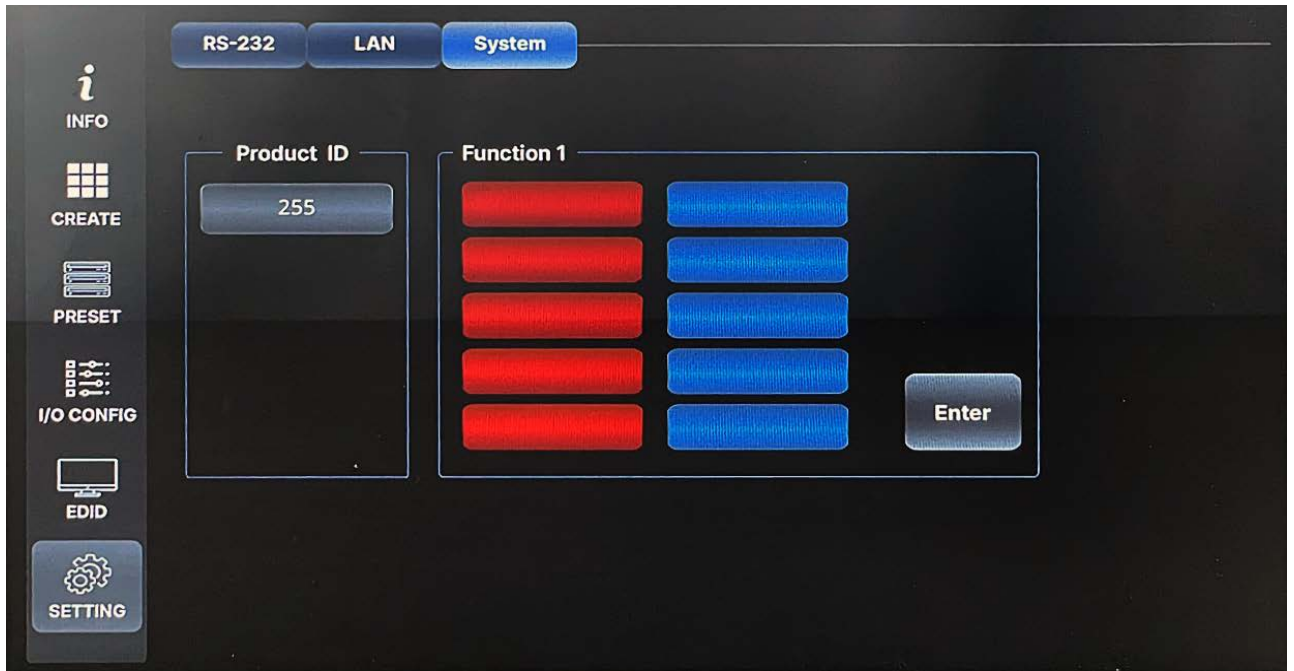 RS-232
LAN
System
INFO
CREATE
PRESET
I/O CONFIG
EDID
SETTING
Product ID
255
Function 1
Enter